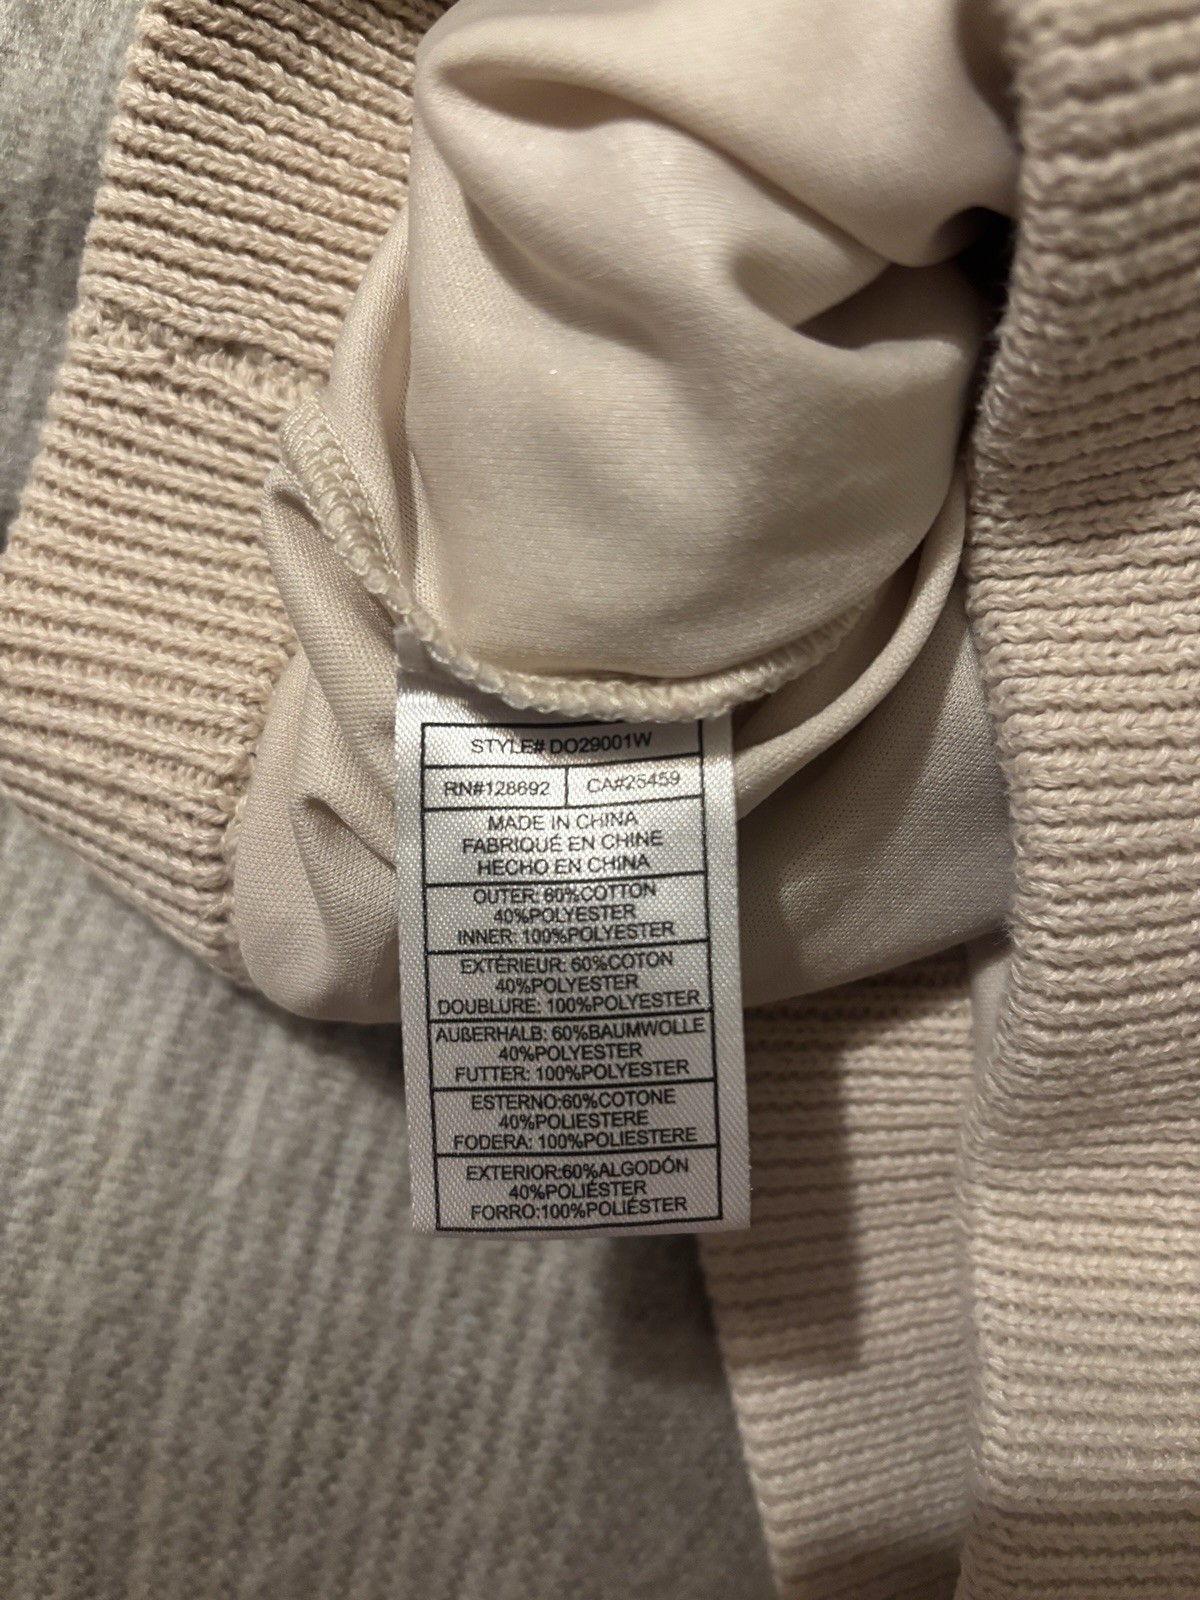 STYLE# DO29001W
RN#128692 CA#25459
MADE IN CHINA
FABRIQUÉ EN CHINE
HECHO EN CHINA
OUTER: 60%COTTON
40%POLYESTER
INNER: 100%POLYESTER
EXTÉRIEUR: 60%COTON
40%POLYESTER
DOUBLURE: 100%POLYESTER
AUßERHALB: 60%BAUMWOLLE
40%POLYESTER
FUTTER: 100%POLYESTER
ESTERNO:60%COTONE
40%POLIESTERE
FODERA: 100%POLIESTERE
EXTERIOR:60%ALGODÓN
40%POLIÉSTER
FORRO:100%POLIÉSTER